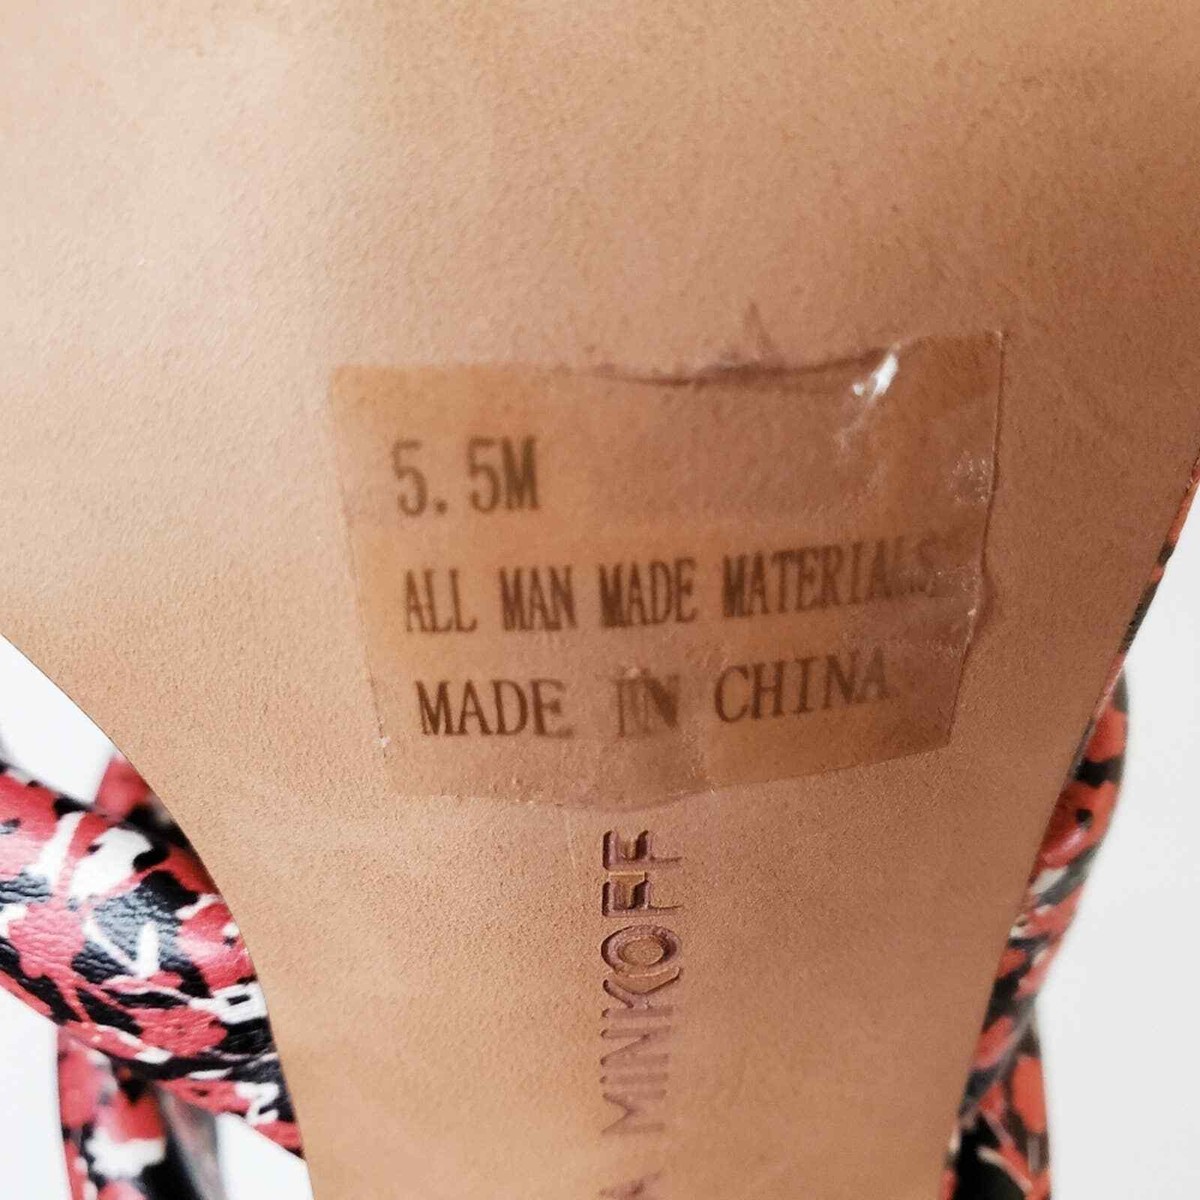 5.5M
ALL MAN MADE MATERIALS
MADE IN CHINA
A MINKOFF